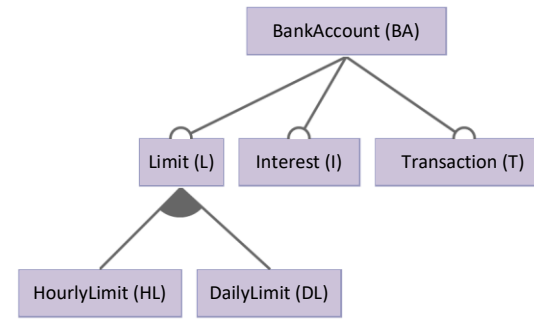 BankAccount (BA)
Limit (L)
Interest (I)
Transaction (T)
HourlyLimit (HL)
DailyLimit (DL)